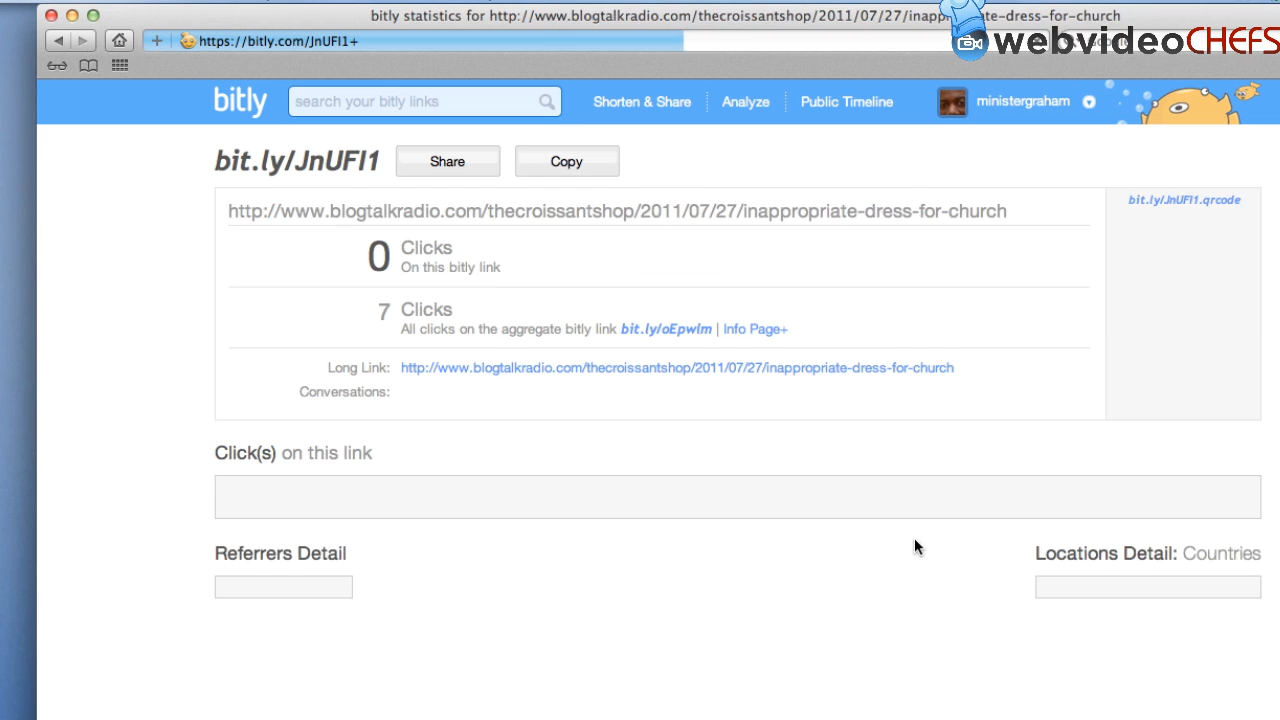 bitly statistics for http://www.blogtalkradio.com/thecroissantshop/2011/07/27/inapp te-dress-for-church
https://bitly.com/JnUFI1+
webvideoCHEFS
bitly
search your bitly links
Shorten & Share
Analyze
Public Timeline
ministergraham
bit.ly/JnUFI1
Share
Copy
http://www.blogtalkradio.com/thecroissantshop/2011/07/27/inappropriate-dress-for-church
bit.ly/JnUFI1.qrcode
0 Clicks
On this bitly link
7 Clicks
All clicks on the aggregate bitly link bit.ly/oEpwIm | Info Page+
Long Link: http://www.blogtalkradio.com/thecroissantshop/2011/07/27/inappropriate-dress-for-church
Conversations:
Click(s) on this link
Referrers Detail
Locations Detail: Countries